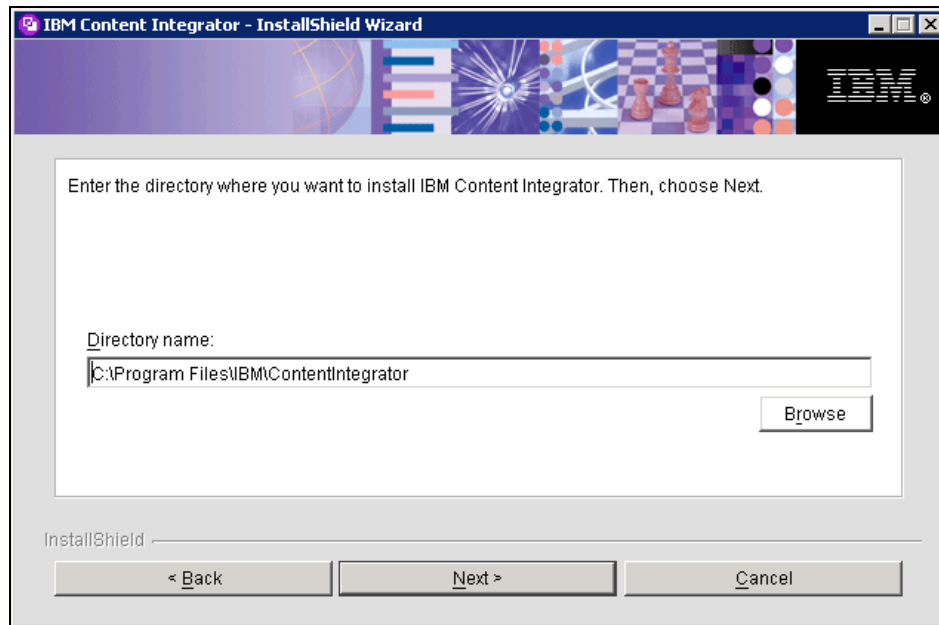 IBM Content Integrator - InstallShield Wizard
IBM®
Enter the directory where you want to install IBM Content Integrator. Then, choose Next.
Directory name:
C:\Program Files\IBM\ContentIntegrator
Browse
InstallShield
< Back Next > Cancel